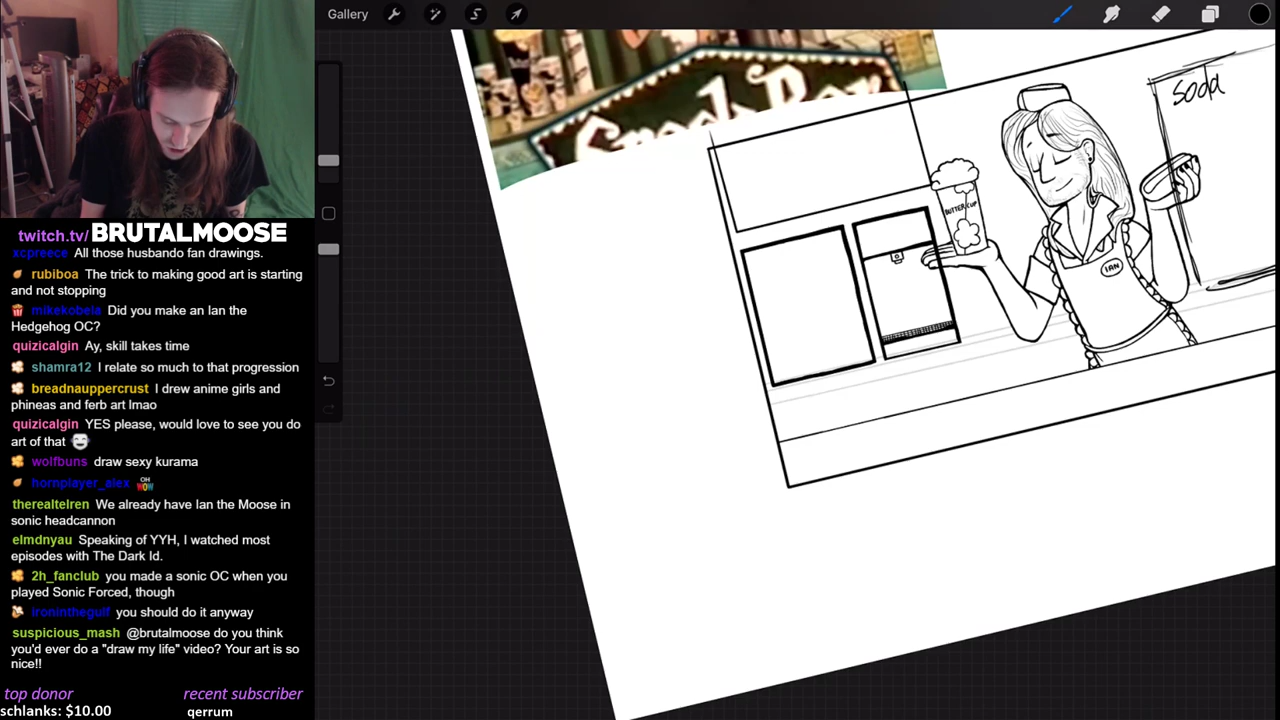 Gallery
Snack Bar
soda
BUTTER CUP
IAN
twitch.tv/BRUTALMOOSE
xcpreece All those husbando fan drawings.
rubiboa The trick to making good art is starting
and not stopping
mikekobela Did you make an Ian the
Hedgehog OC?
quizicalgin Ay, skill takes time
shamra12 I relate so much to that progression
breadnauppercrust I drew anime girls and
phineas and ferb art lmao
quizicalgin YES please, would love to see you do
art of that
wolfbuns draw sexy kurama
hornplayer_alex OH WOW
therealtelren We already have Ian the Moose in
sonic headcannon
elmdnyau Speaking of YYH, I watched most
episodes with The Dark Id.
2h_fanclub you made a sonic OC when you
played Sonic Forced, though
ironinthegulf you should do it anyway
suspicious_mash @brutalmoose do you think
you'd ever do a "draw my life" video? Your art is so
nice!!
top donor recent subscriber
schlanks: $10.00 qerrum